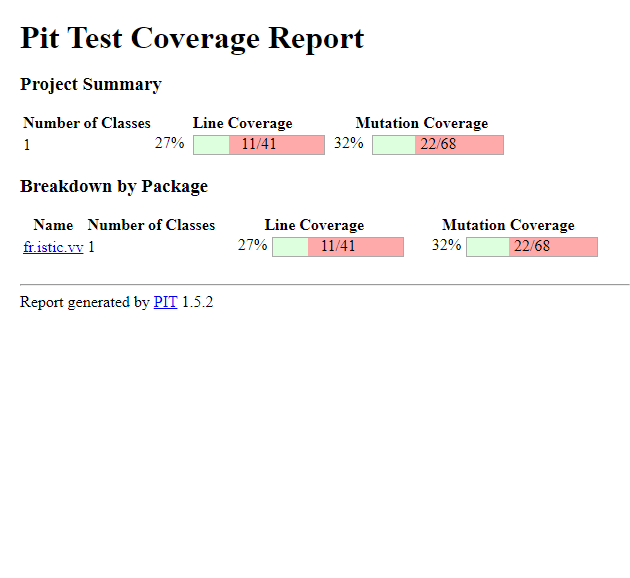 Pit Test Coverage Report
Project Summary
Number of Classes Line Coverage Mutation Coverage
1 27% 11/41 32% 22/68
Breakdown by Package
Name Number of Classes Line Coverage Mutation Coverage
fr.istic.vv 1 27% 11/41 32% 22/68
Report generated by PIT 1.5.2